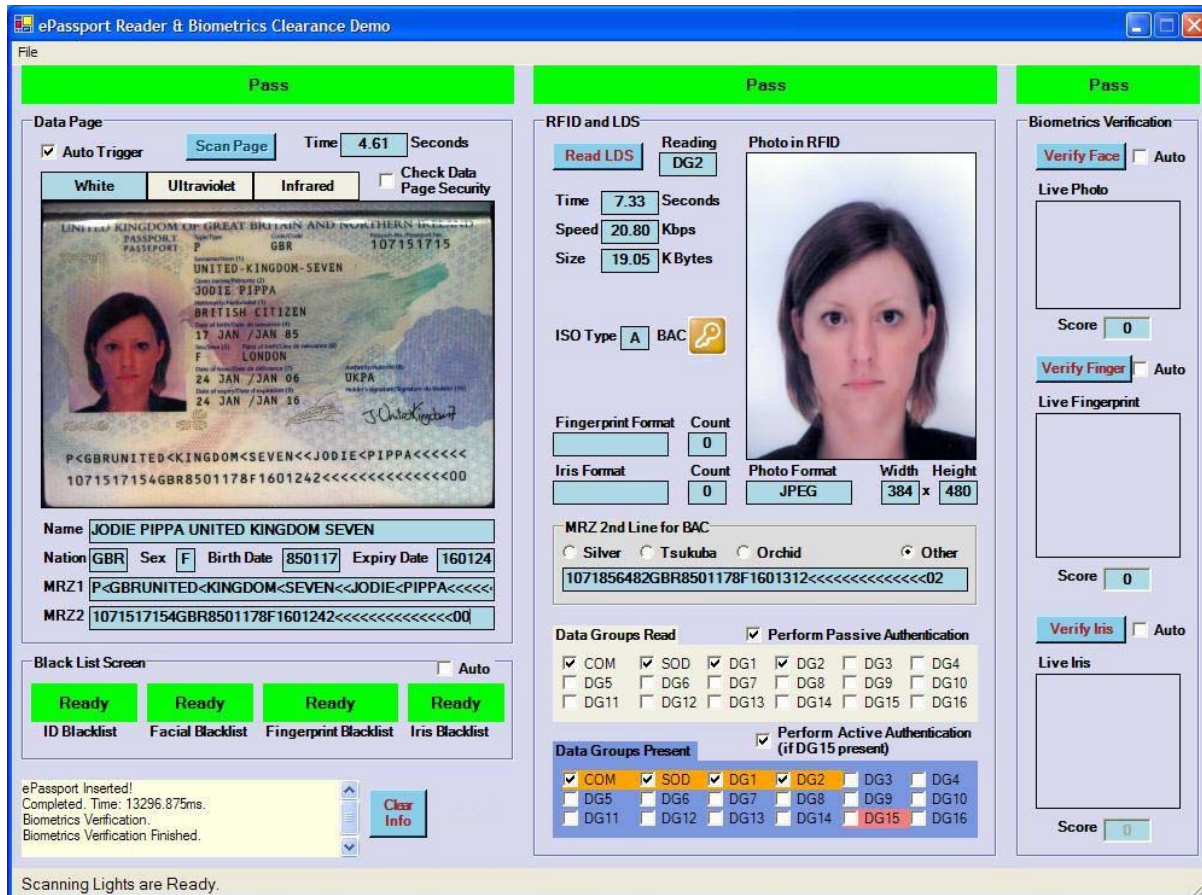 ePassport Reader & Biometrics Clearance Demo
File
Pass
Data Page
Auto Trigger
Scan Page
Time 4.61 Seconds
White Ultraviolet Infrared
Check Data
Page Security
UNITED KINGDOM OF GREAT BRITAIN AND NORTHERN IRELAND
PASSPORT
PASSEPORT
P GBR 107151715
UNITED-KINGDOM-SEVEN
JODIE PIPPA
BRITISH CITIZEN
17 JAN /JAN 85
F LONDON
24 JAN /JAN 06 UKPA
24 JAN /JAN 16
P<GBRUNITED<KINGDOM<SEVEN<<JODIE<PIPPA<<<<<<
1071517154GBR8501178F1601242<<<<<<<<<<<<<<00
Name JODIE PIPPA UNITED KINGDOM SEVEN
Nation GBR Sex F Birth Date 850117 Expiry Date 160124
MRZ1 P<GBRUNITED<KINGDOM<SEVEN<<JODIE<PIPPA<<<<<
MRZ2 1071517154GBR8501178F1601242<<<<<<<<<<<<<<00
Black List Screen
Auto
Ready Ready Ready Ready
ID Blacklist Facial Blacklist Fingerprint Blacklist Iris Blacklist
ePassport Inserted!
Completed. Time: 13296.875ms.
Biometrics Verification.
Biometrics Verification Finished.
Clear
Info
Pass
RFID and LDS
Read LDS
Reading
DG2
Photo in RFID
Time 7.33 Seconds
Speed 20.80 Kbps
Size 19.05 K Bytes
ISO Type A BAC
Fingerprint Format Count
0
Iris Format Count
0
Photo Format Width Height
JPEG 384 x 480
MRZ 2nd Line for BAC
Silver Tsukuba Orchid Other
1071856482GBR8501178F1601312<<<<<<<<<<<<<<02
Data Groups Read Perform Passive Authentication
COM SOD DG1 DG2 DG3 DG4
DG5 DG6 DG7 DG8 DG9 DG10
DG11 DG12 DG13 DG14 DG15 DG16
Data Groups Present
Perform Active Authentication
(if DG15 present)
COM SOD DG1 DG2 DG3 DG4
DG5 DG6 DG7 DG8 DG9 DG10
DG11 DG12 DG13 DG14 DG15 DG16
Pass
Biometrics Verification
Verify Face Auto
Live Photo
Score 0
Verify Finger Auto
Live Fingerprint
Score 0
Verify Iris Auto
Live Iris
Score 0
Scanning Lights are Ready.